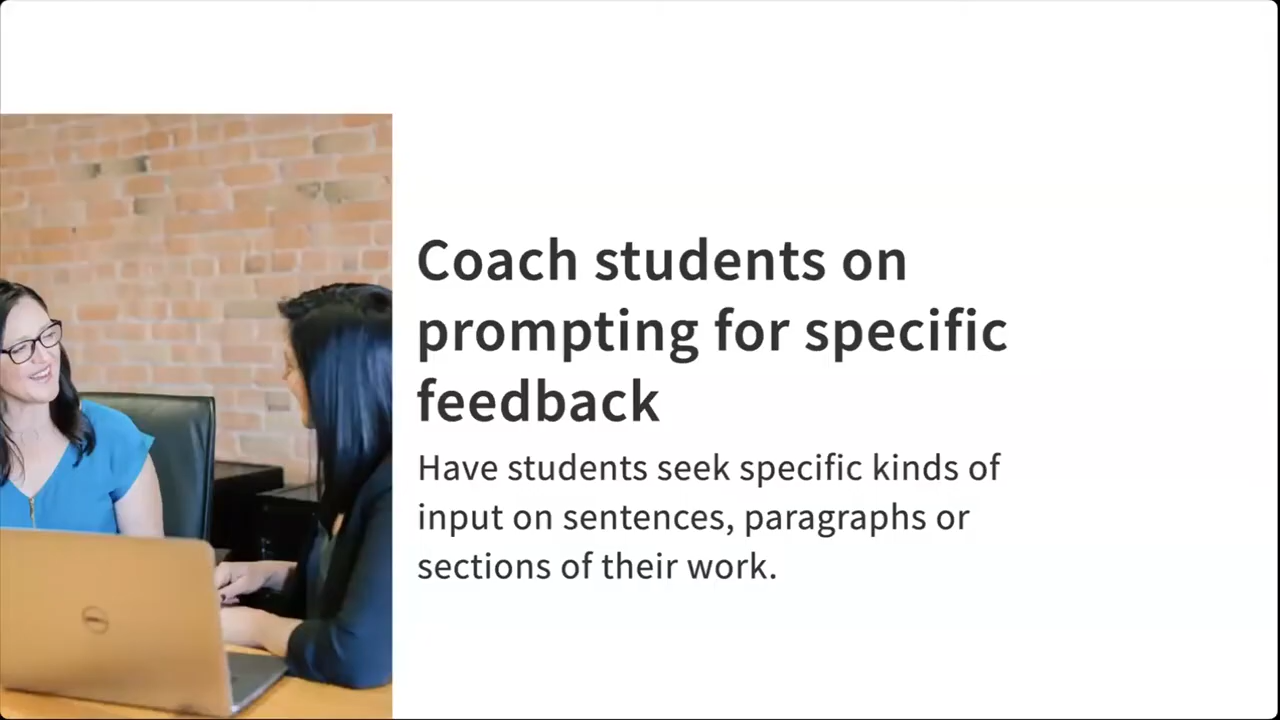 Coach students on
prompting for specific
feedback
Have students seek specific kinds of
input on sentences, paragraphs or
sections of their work.